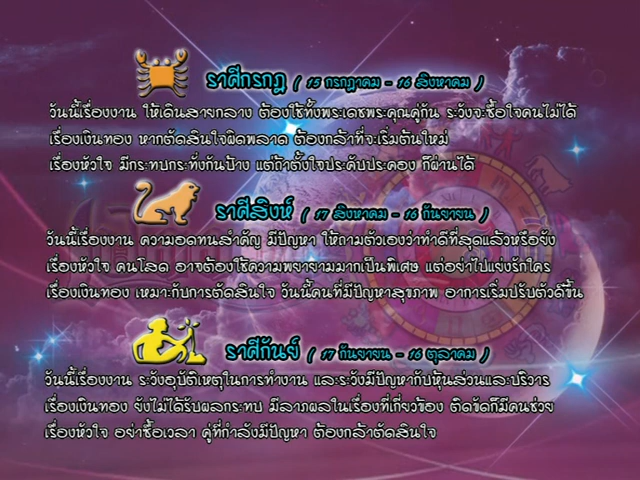 ราศีกรกฎ ( 15 กรกฎาคม - 16 สิงหาคม )
วันนี้เรื่องงาน ให้เดินสายกลาง ต้องใช้ทั้งพระเดชพระคุณคู่กัน ระวังจะซื้อใจคนไม่ได้
เรื่องเงินทอง หากตัดสินใจผิดพลาด ต้องกล้าที่จะเริ่มต้นใหม่
เรื่องหัวใจ มีกระทบกระทั่งกันบ้าง แต่ถ้าตั้งใจประคับประคอง ก็ผ่านได้
ราศีสิงห์ ( 17 สิงหาคม - 16 กันยายน )
วันนี้เรื่องงาน ความอดทนสำคัญ มีปัญหา ให้ถามตัวเองว่าทำดีที่สุดแล้วหรือยัง
เรื่องหัวใจ คนโสด อาจต้องใช้ความพยายามมากเป็นพิเศษ แต่อย่าไปแย่งรักใคร
เรื่องเงินทอง เหมาะกับการตัดสินใจ วันนี้คนที่มีปัญหาสุขภาพ อาการเริ่มปรับตัวดีขึ้น
ราศีกันย์ ( 17 กันยายน - 16 ตุลาคม )
วันนี้เรื่องงาน ระวังอุบัติเหตุในการทำงาน และระวังมีปัญหากับหุ้นส่วนและบริวาร
เรื่องเงินทอง ยังไม่ได้รับผลกระทบ มีลาภผลในเรื่องที่เกี่ยวข้อง ติดขัดก็มีคนช่วย
เรื่องหัวใจ อย่าซื้อเวลา คู่ที่กำลังมีปัญหา ต้องกล้าตัดสินใจ